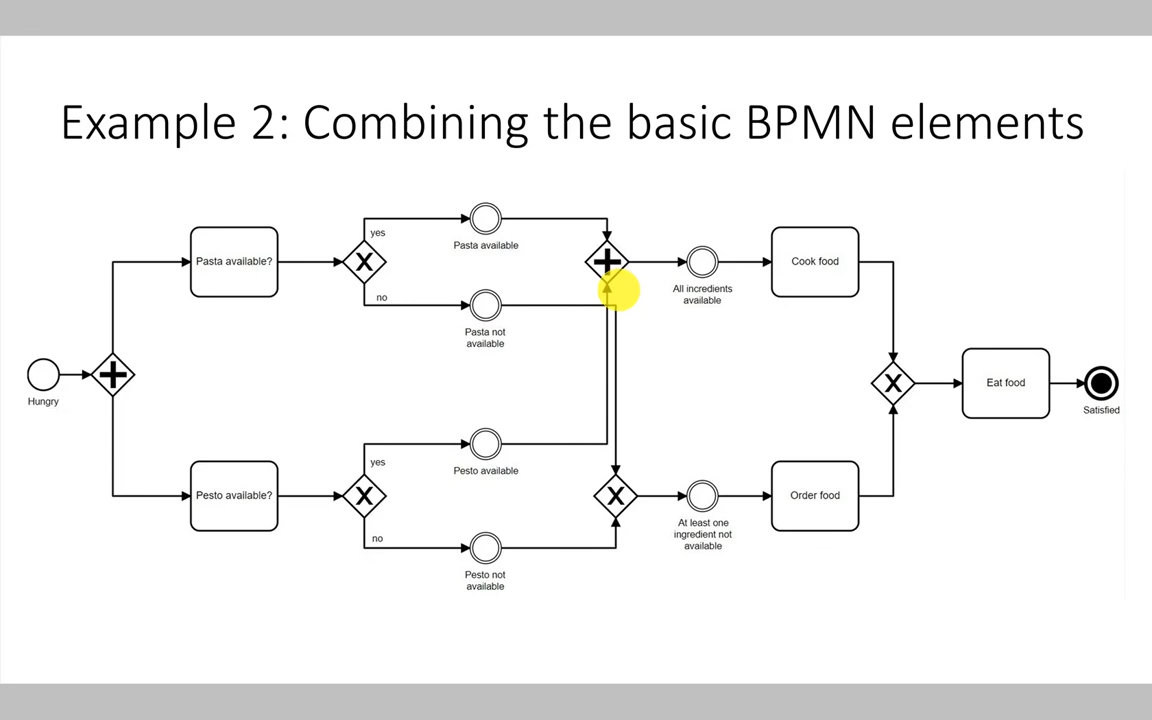 Example 2: Combining the basic BPMN elements
yes
Pasta available
Pasta available?
X
Cook food
All incredients
available
no
Pasta not
available
Hungry
X
Eat food
Satisfied
yes
Pesto available
Pesto available?
X
X
Order food
At least one
ingredient not
available
no
Pesto not
available